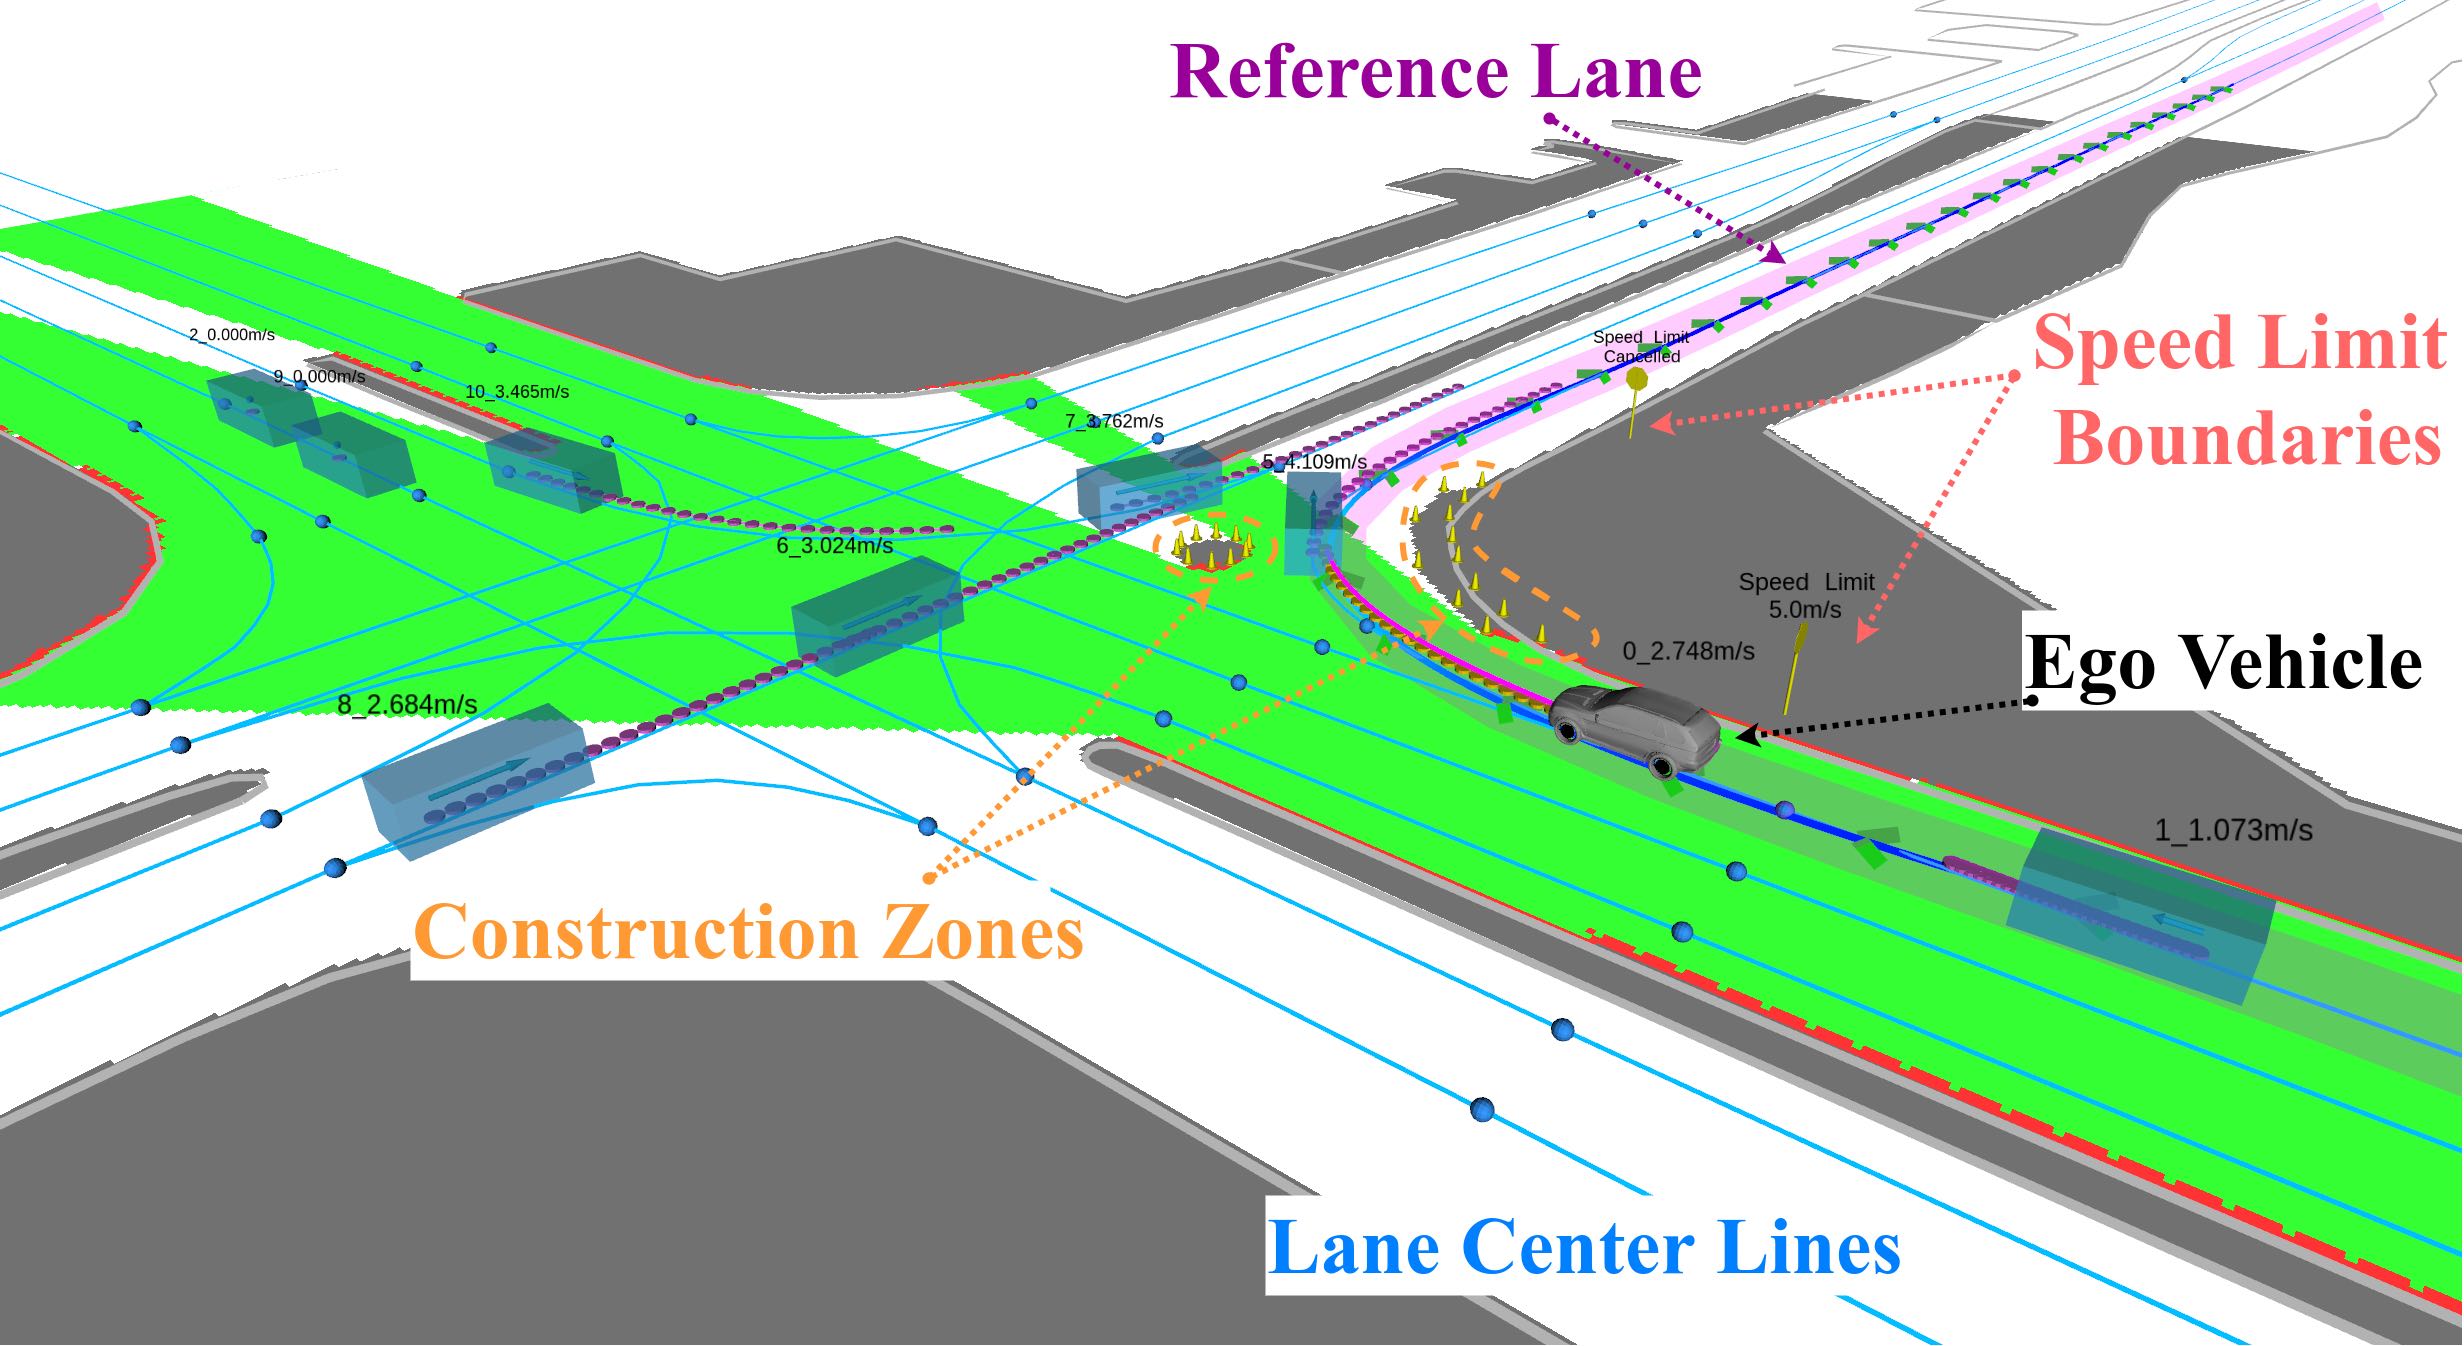 Reference Lane
Speed Limit
Cancelled
Speed Limit
Boundaries
2_0.000m/s
9_0.000m/s
10_3.465m/s
7_3.762m/s
5_4.109m/s
6_3.024m/s
Speed Limit
5.0m/s
0_2.748m/s
Ego Vehicle
8_2.684m/s
1_1.073m/s
Construction Zones
Lane Center Lines